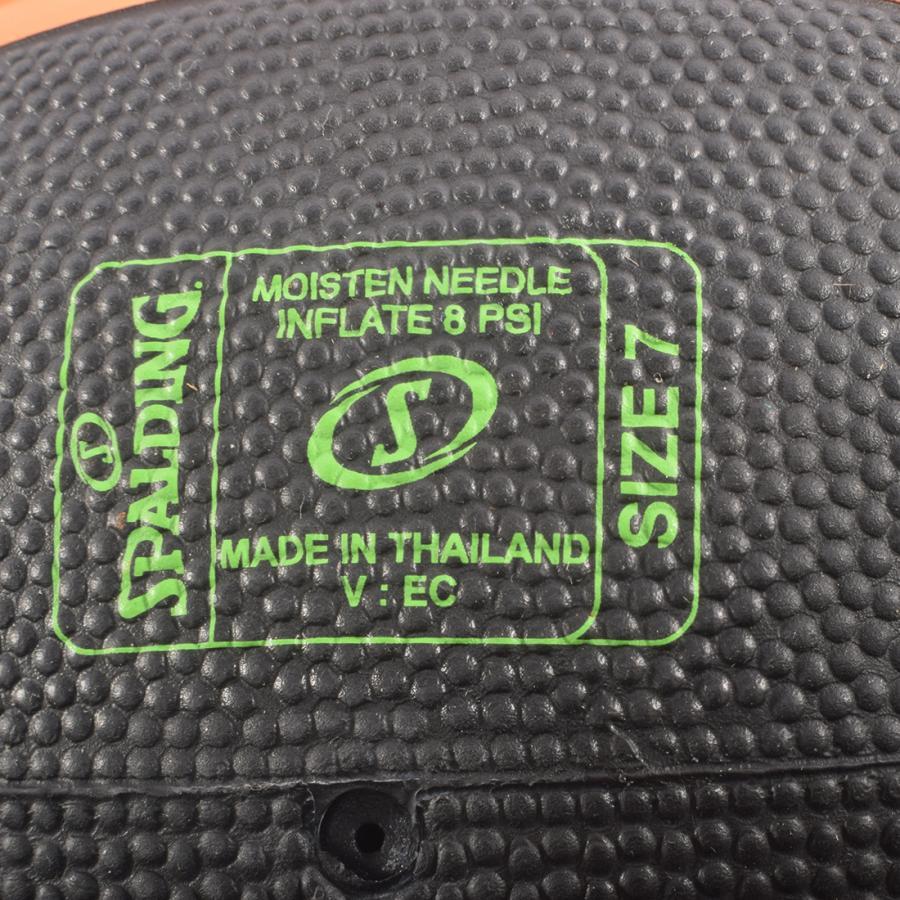 SPALDING
MOISTEN NEEDLE
INFLATE 8 PSI
S
MADE IN THAILAND
V : EC
SIZE 7
S